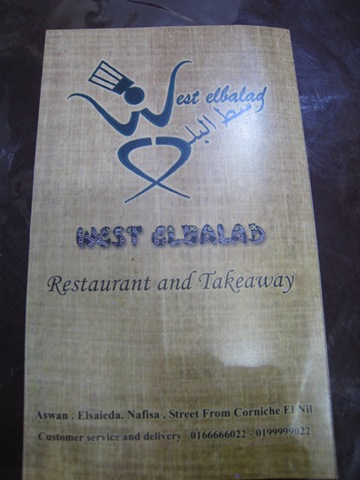 West elbalad
وسط البلد
WEST ELBALAD
Restaurant and Takeaway
Aswan . Elsaieda. Nafisa , Street From Corniche El Nil
Customer service and delivery 0166666022 - 0199999022